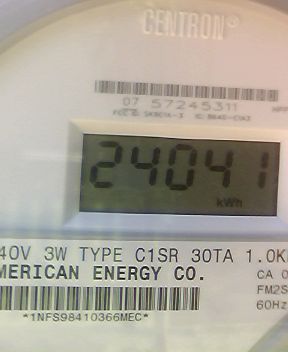 CENTRON®
07 57245311
24041
kWh
40V 3W TYPE C1SR 30TA 1.0K
MERICAN ENERGY CO.
CA 0
FM2S
60Hz
*1NFS98410366MEC*